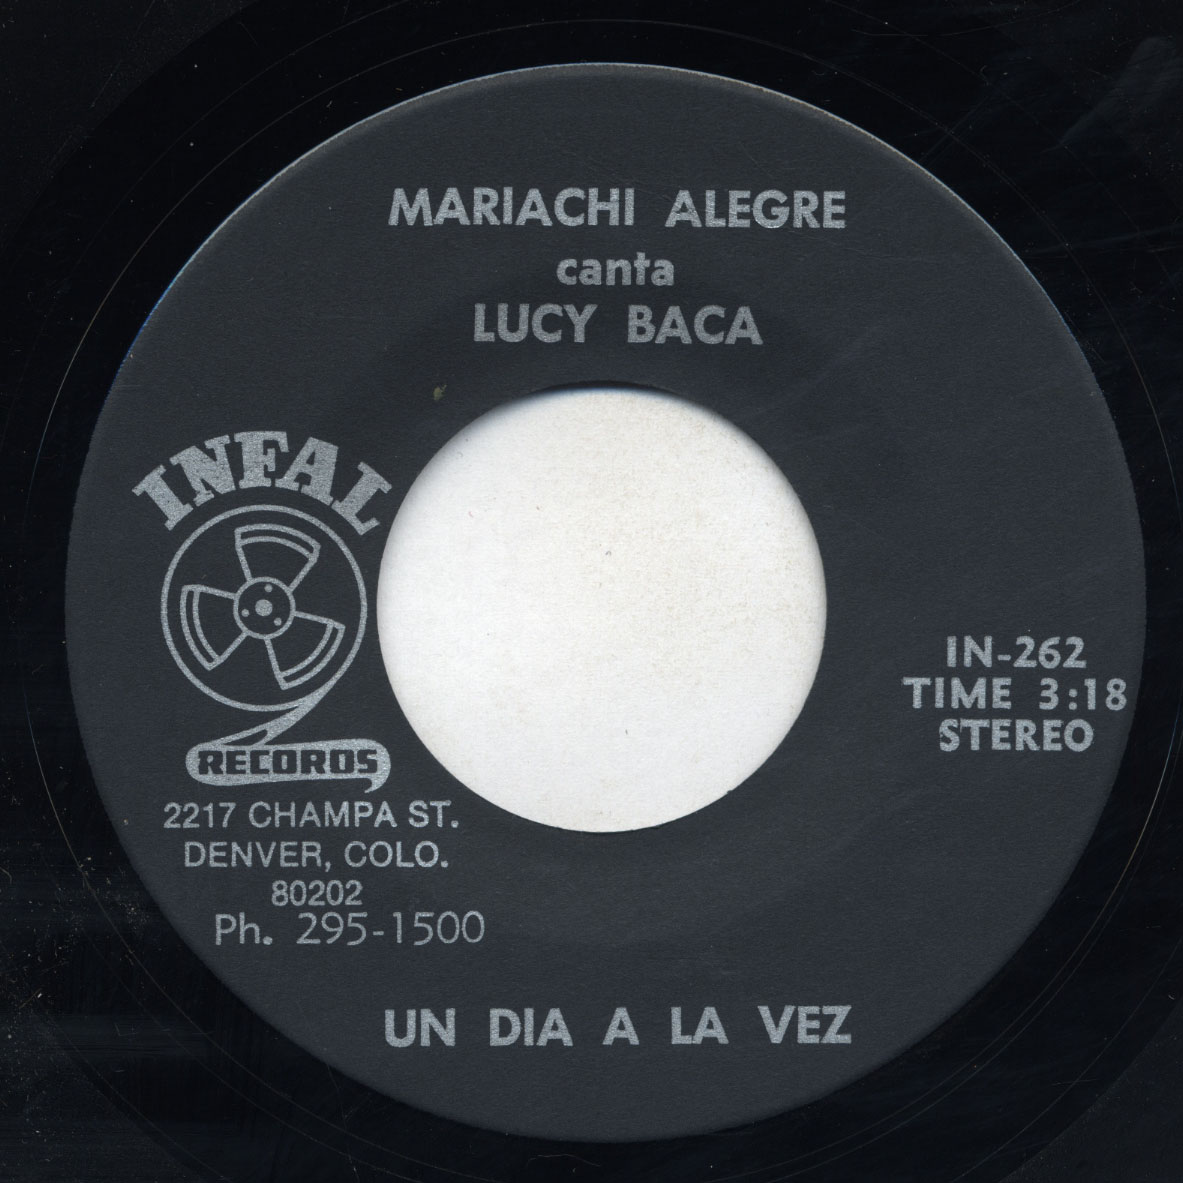 MARIACHI ALEGRE
canta
LUCY BACA
INFAL
RECORDS
2217 CHAMPA ST.
DENVER, COLO.
80202
Ph. 295-1500
IN-262
TIME 3:18
STEREO
UN DIA A LA VEZ